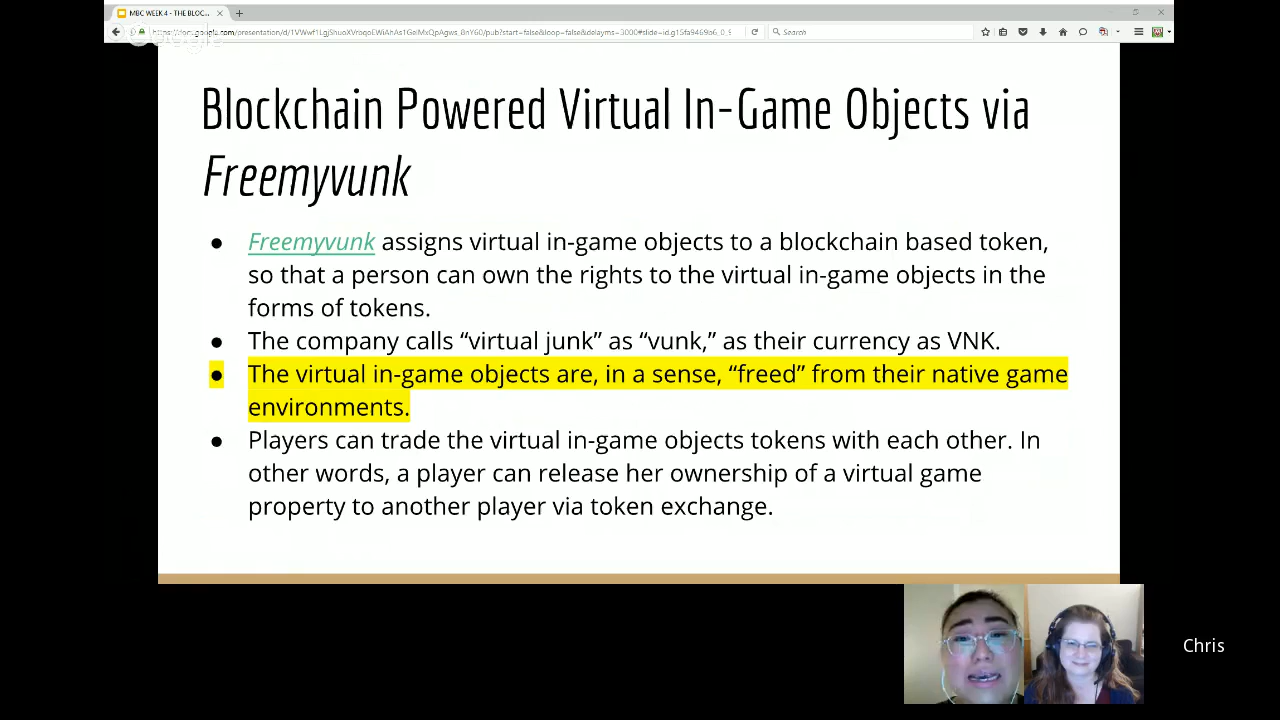 MBC WEEK 4 - THE BLOC...
Search
Google
Blockchain Powered Virtual In-Game Objects via
Freemyvunk
● Freemyvunk assigns virtual in-game objects to a blockchain based token,
so that a person can own the rights to the virtual in-game objects in the
forms of tokens.
● The company calls “virtual junk” as “vunk,” as their currency as VNK.
● The virtual in-game objects are, in a sense, “freed” from their native game
environments.
● Players can trade the virtual in-game objects tokens with each other. In
other words, a player can release her ownership of a virtual game
property to another player via token exchange.
Chris